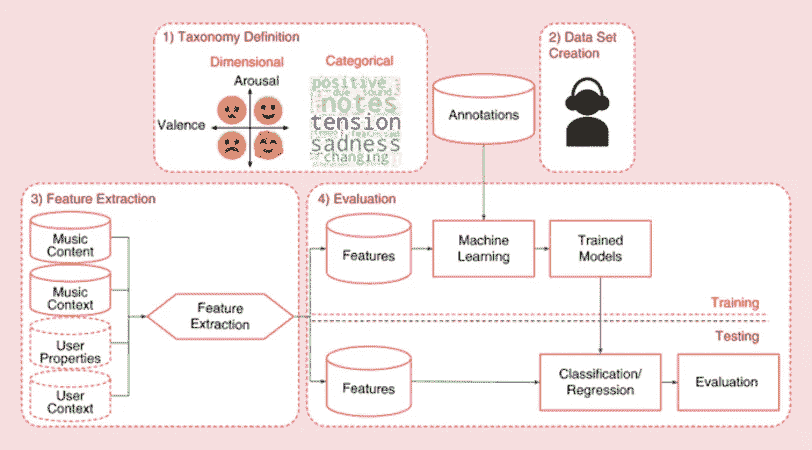 1) Taxonomy Definition
Dimensional
Categorical
Arousal
Valence
positive
due sound
notes
tension
sadness
changing
Annotations
2) Data Set
Creation
3) Feature Extraction
Music
Content
Music
Context
User
Properties
User
Context
Feature
Extraction
4) Evaluation
Features
Machine
Learning
Trained
Models
Training
Testing
Features
Classification/
Regression
Evaluation